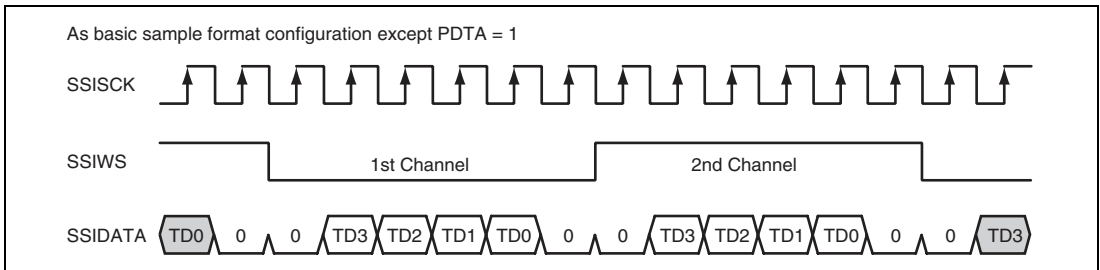 As basic sample format configuration except PDTA = 1
SSISCK
SSIWS 1st Channel 2nd Channel
SSIDATA TD0 0 0 TD3 TD2 TD1 TD0 0 0 TD3 TD2 TD1 TD0 0 0 TD3